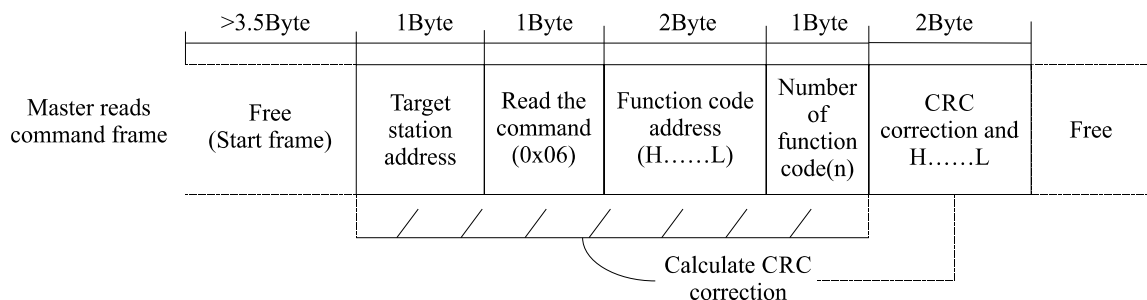 >3.5Byte 1Byte 1Byte 2Byte 1Byte 2Byte
Master reads
command frame
Free
(Start frame)
Target
station
address
Read the
command
(0x06)
Function code
address
(H……L)
Number
of
function
code(n)
CRC
correction and
H……L
Free
Calculate CRC
correction